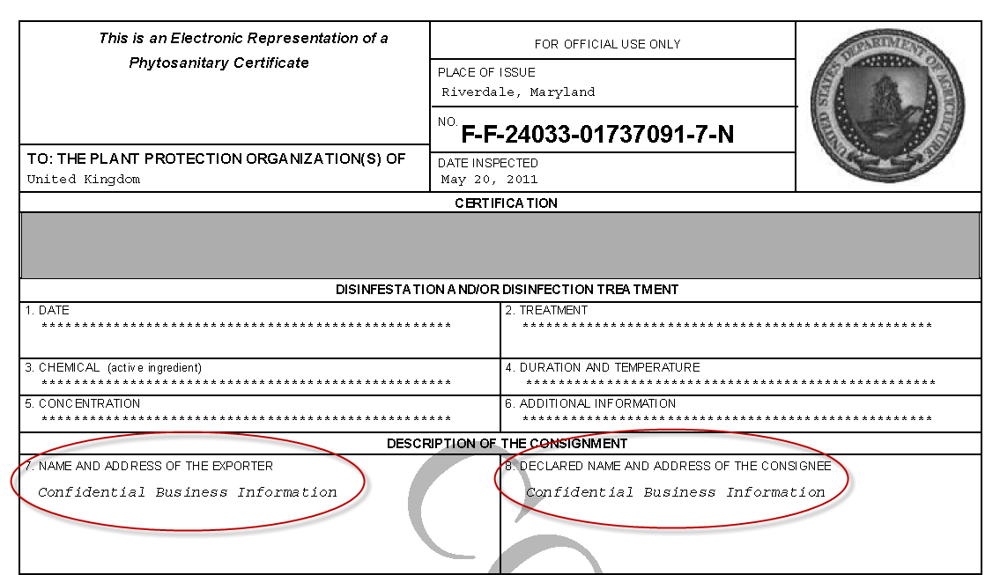 This is an Electronic Representation of a
Phytosanitary Certificate
FOR OFFICIAL USE ONLY
PLACE OF ISSUE
Riverdale, Maryland
NO. F-F-24033-01737091-7-N
UNITED STATES DEPARTMENT OF AGRICULTURE
TO: THE PLANT PROTECTION ORGANIZATION(S) OF
United Kingdom
DATE INSPECTED
May 20, 2011
CERTIFICATION
DISINFESTATION AND/OR DISINFECTION TREATMENT
1. DATE
***************************************************
2. TREATMENT
***************************************************
3. CHEMICAL (active ingredient)
***************************************************
4. DURATION AND TEMPERATURE
***************************************************
5. CONCENTRATION
***************************************************
6. ADDITIONAL INFORMATION
***************************************************
DESCRIPTION OF THE CONSIGNMENT
7. NAME AND ADDRESS OF THE EXPORTER
Confidential Business Information
8. DECLARED NAME AND ADDRESS OF THE CONSIGNEE
Confidential Business Information